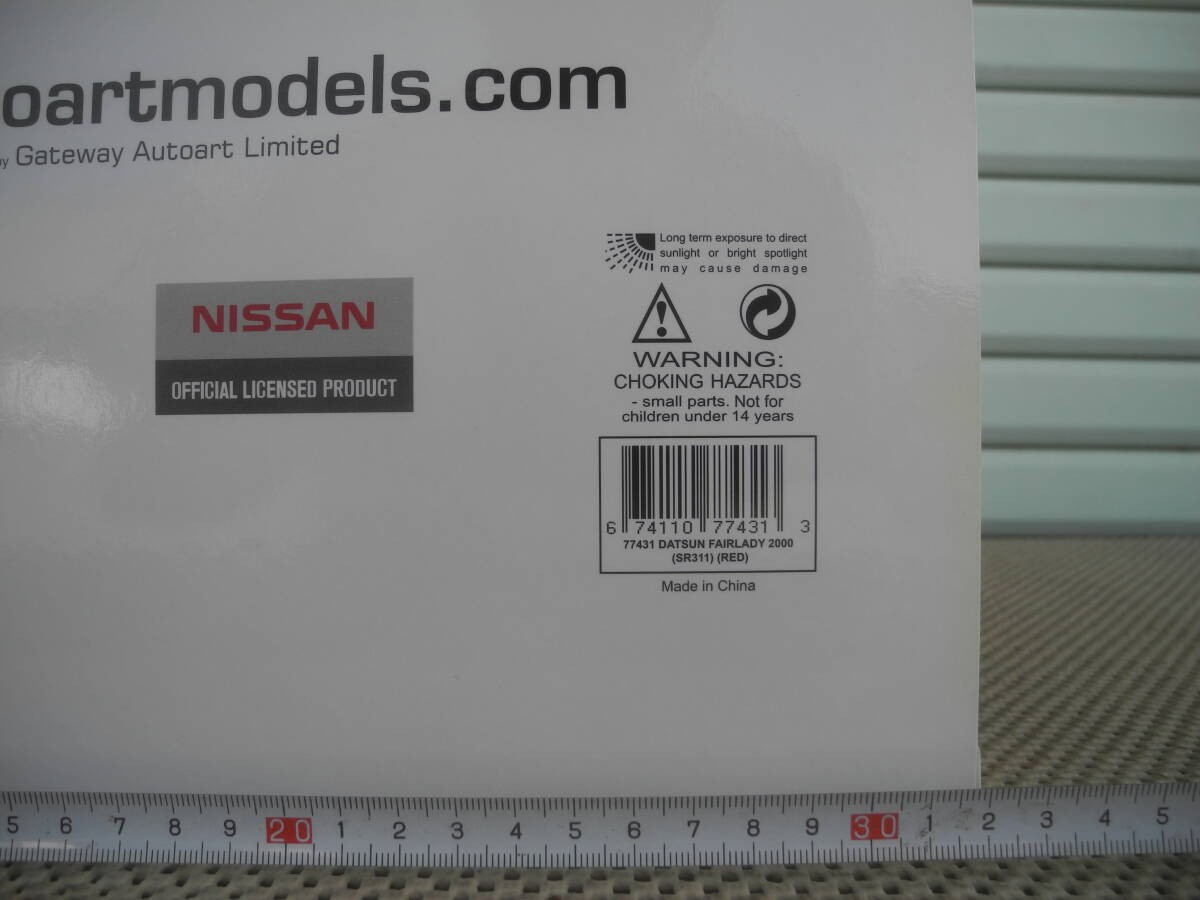 oartmodels.com
by Gateway Autoart Limited
Long term exposure to direct
sunlight or bright spotlight
may cause damage
NISSAN
OFFICIAL LICENSED PRODUCT
WARNING:
CHOKING HAZARDS
- small parts. Not for
children under 14 years
6 74110 77431 3
77431 DATSUN FAIRLADY 2000
(SR311) (RED)
Made in China
5 6 7 8 9 20 1 2 3 4 5 6 7 8 9 30 1 2 3 4 5